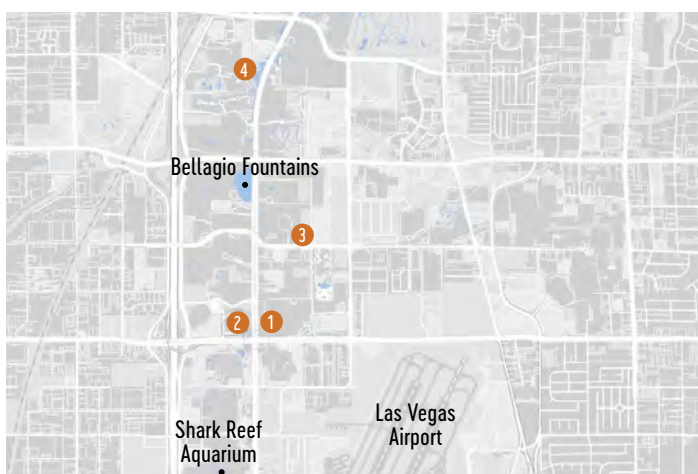 4
Bellagio Fountains
3
2
1
Shark Reef
Aquarium
Las Vegas
Airport